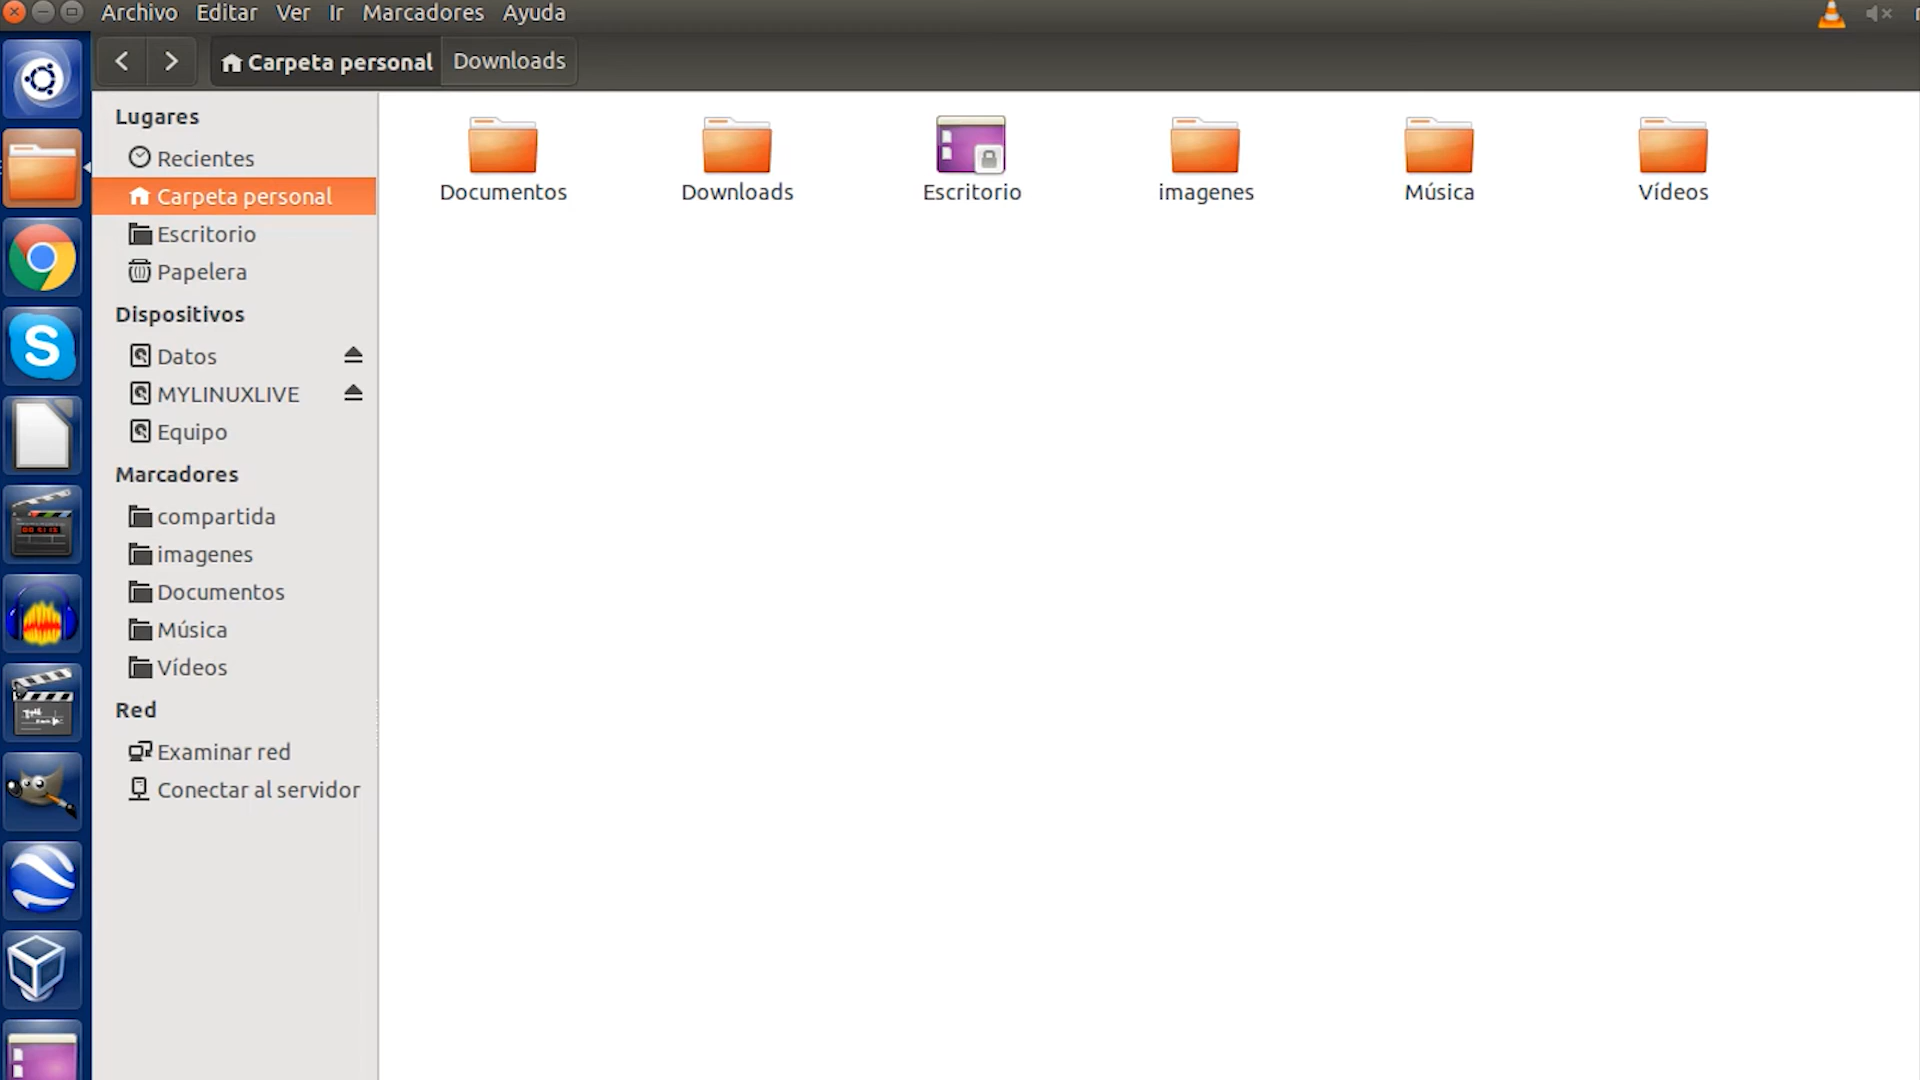 Archivo Editar Ver Ir Marcadores Ayuda
Carpeta personal Downloads
Lugares
Recientes
Carpeta personal
Escritorio
Papelera
Dispositivos
Datos
MYLINUXLIVE
Equipo
Marcadores
compartida
imagenes
Documentos
Música
Vídeos
Red
Examinar red
Conectar al servidor
Documentos Downloads Escritorio imagenes Música Vídeos